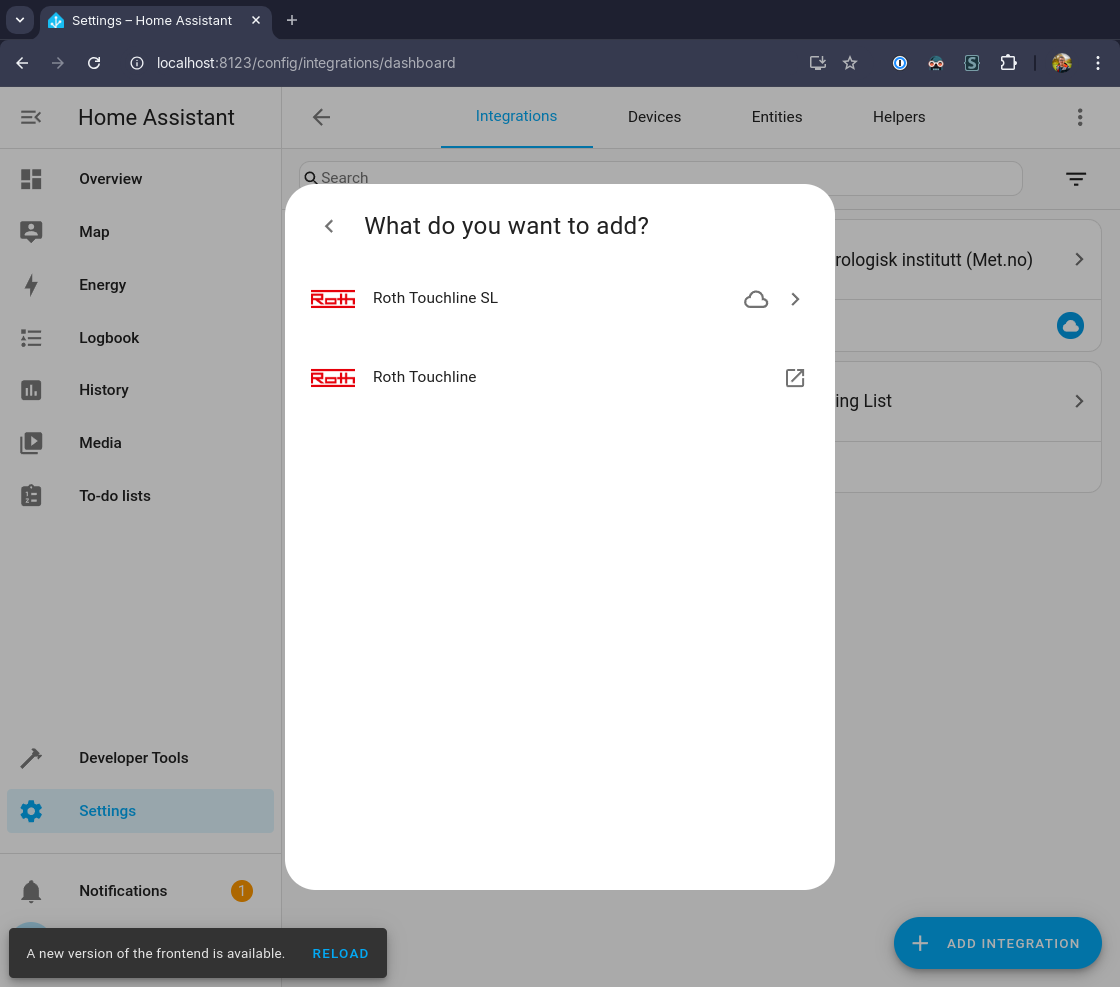 Settings – Home Assistant
localhost:8123/config/integrations/dashboard
Home Assistant
Integrations
Devices
Entities
Helpers
Search
Overview
Map
Energy
Logbook
History
Media
To-do lists
Developer Tools
Settings
Notifications
1
What do you want to add?
Roth
Roth Touchline SL
Roth
Roth Touchline
rologisk institutt (Met.no)
ing List
A new version of the frontend is available.
RELOAD
ADD INTEGRATION